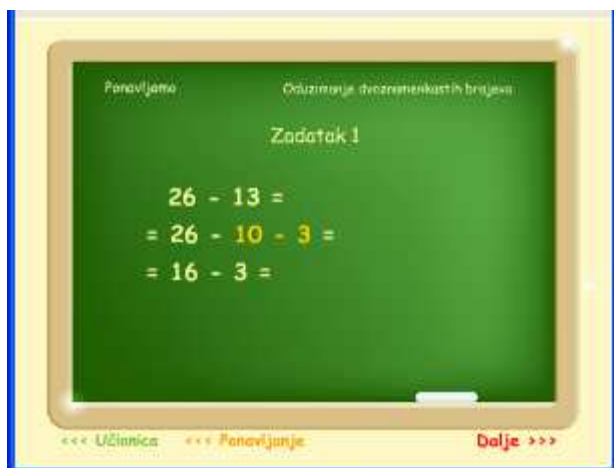 Ponavljamo
Oduzimanje dvoznamenkastih brojeva
Zadatak 1
26 - 13 =
= 26 - 10 - 3 =
= 16 - 3 =
<<< Učionica
<<< Ponavljanje
Dalje >>>